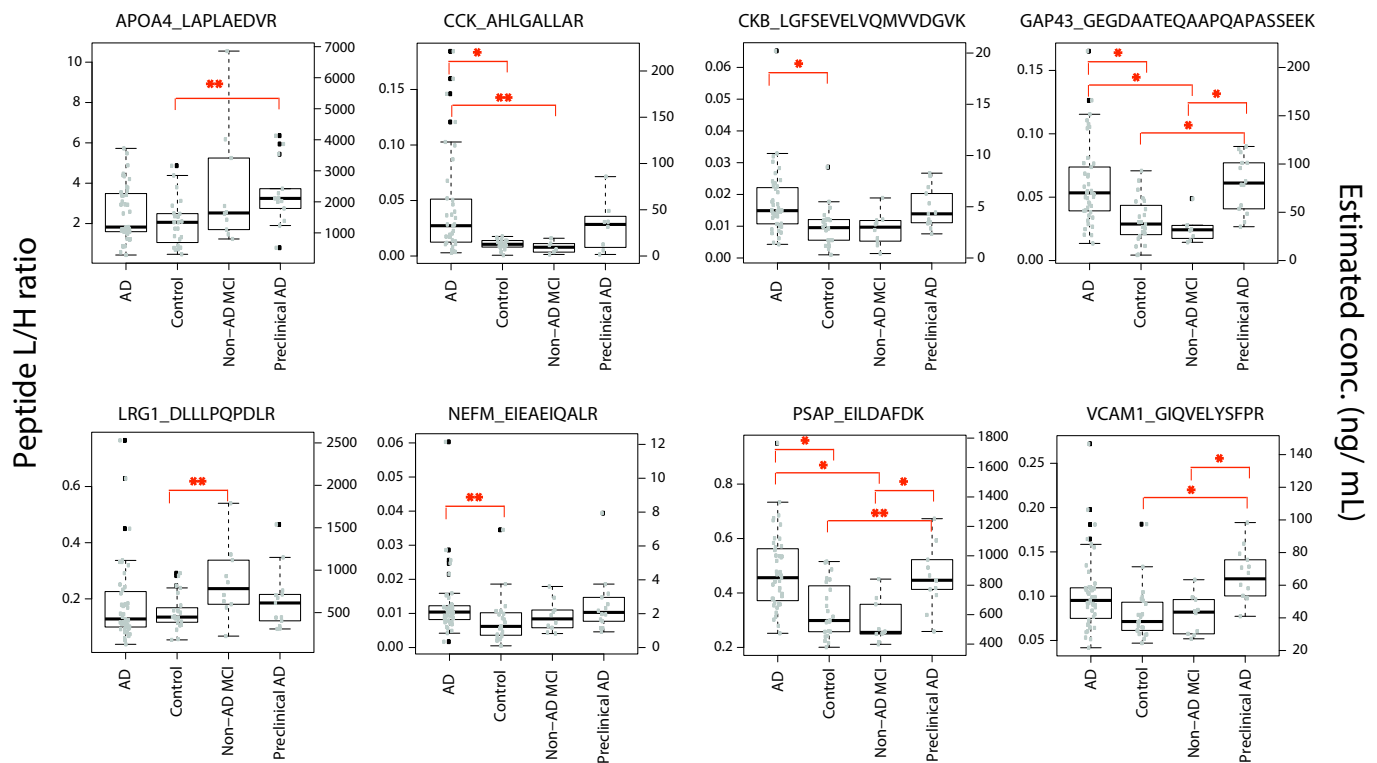 APOA4_LAPLAEDVR
CCK_AHLGALLAR
CKB_LGFSEVELVQMVVDGVK
GAP43_GEGDAATEQAAPQAPASSEEK
10
8
6
4
2
7000
6000
5000
4000
3000
2000
1000
**
AD
Control
Non−AD MCI
Preclinical AD
0.15
0.10
0.05
0.00
200
150
100
50
0
*
**
AD
Control
Non−AD MCI
Preclinical AD
0.06
0.05
0.04
0.03
0.02
0.01
0.00
20
15
10
5
0
*
AD
Control
Non−AD MCI
Preclinical AD
0.15
0.10
0.05
0.00
200
150
100
50
0
*
*
*
*
AD
Control
Non−AD MCI
Preclinical AD
Peptide L/H ratio
Estimated conc. (ng/ mL)
LRG1_DLLLPQPDLR
NEFM_EIEAEIQALR
PSAP_EILDAFDK
VCAM1_GIQVELYSFPR
0.6
0.4
0.2
2500
2000
1500
1000
500
**
AD
Control
Non−AD MCI
Preclinical AD
0.06
0.05
0.04
0.03
0.02
0.01
0.00
12
10
8
6
4
2
0
**
AD
Control
Non−AD MCI
Preclinical AD
0.8
0.6
0.4
0.2
1800
1600
1400
1200
1000
800
600
400
*
*
*
**
**
AD
Control
Non−AD MCI
Preclinical AD
0.25
0.20
0.15
0.10
0.05
140
120
100
80
60
40
20
*
*
AD
Control
Non−AD MCI
Preclinical AD